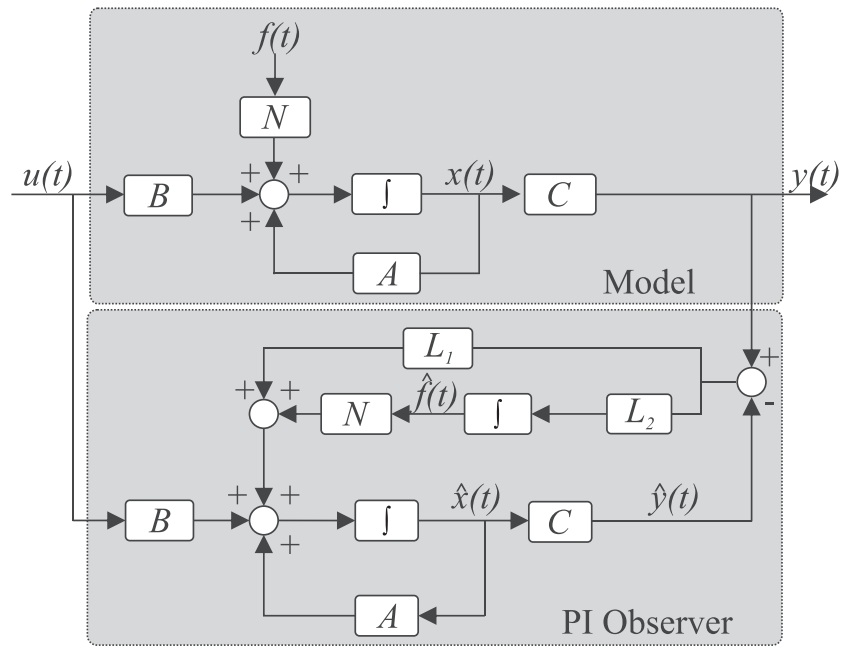 f(t)
N
+ +
u(t) B ∫ x(t) C y(t)
+
A
Model
L₁
+
+ + f̂(t)
N ∫ L₂
-
+ + x̂(t) ŷ(t)
B ∫ C
+
A
PI Observer